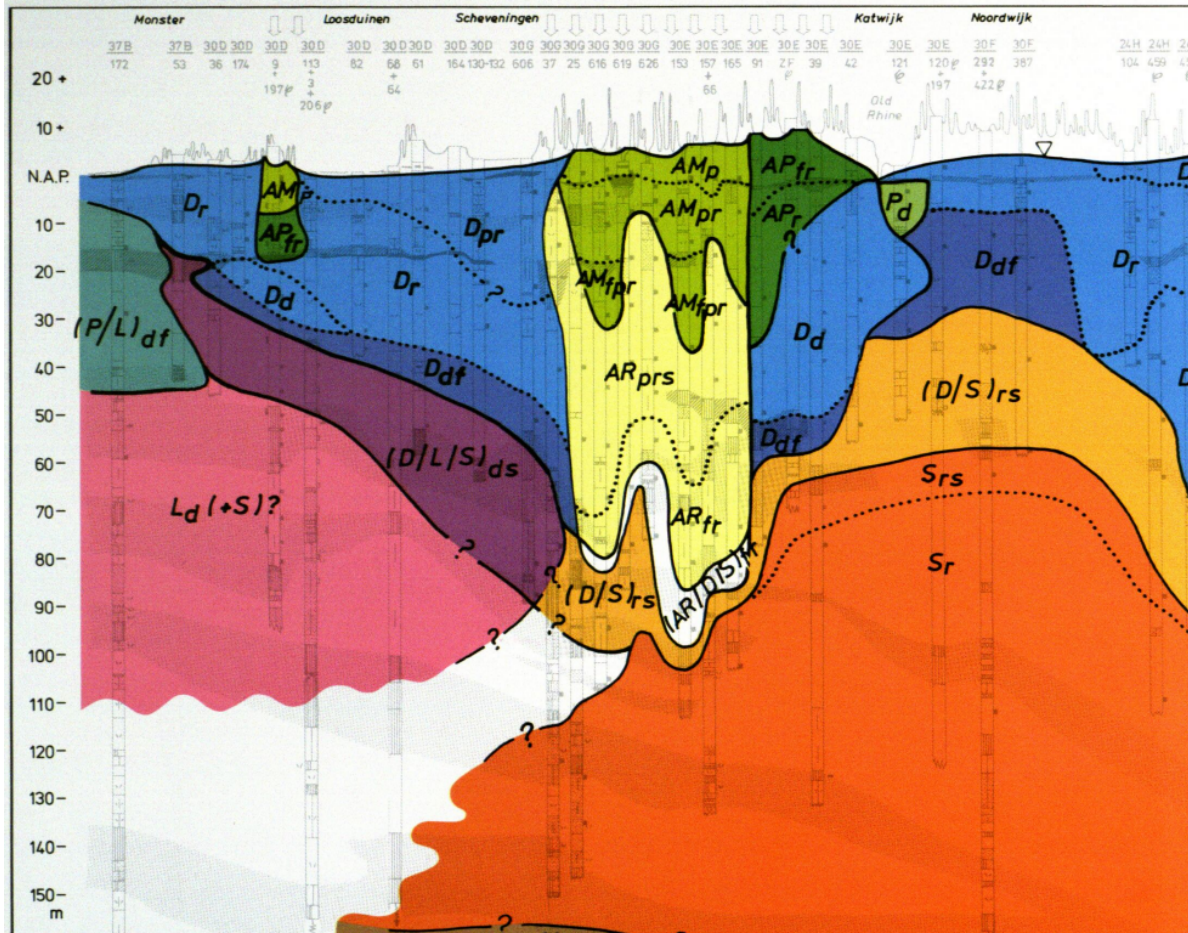 Monster Loosduinen Scheveningen Katwijk Noordwijk
37B 37B 30D 30D 30D 30D 30D 30D 30D 30D 30D 30G 30G 30G 30G 30G 30G 30E 30E 30E 30E 30E 30E 30E 30E 30E 30F 30F 24H 24H
172 53 36 174 9 113 82 68 61 164 130-132 606 37 25 616 619 626 153 157 165 91 39 42 121 120 292 387 104 459
+ + + + + +
197 3 64 66 197 422
+
206
20+
10+
Old
Rhine
N.A.P.
10
20
30
40
50
60
70
80
90
100
110
120
130
140
150
m
AMp
APfr
AMp
Dr
AMpr
APr
Pd
APfr
Dpr
Ddf
Dr
Dr
AMfpr
Dd
AMfpr
(P/L)df
Dd
Ddf
ARprs
(D/S)rs
Ddf
(D/L/S)ds
Srs
Ld(+S)?
ARfr
Sr
(D/S)rs
(AR/D/S)fr
?
?
?
?
?
?
?
?
?